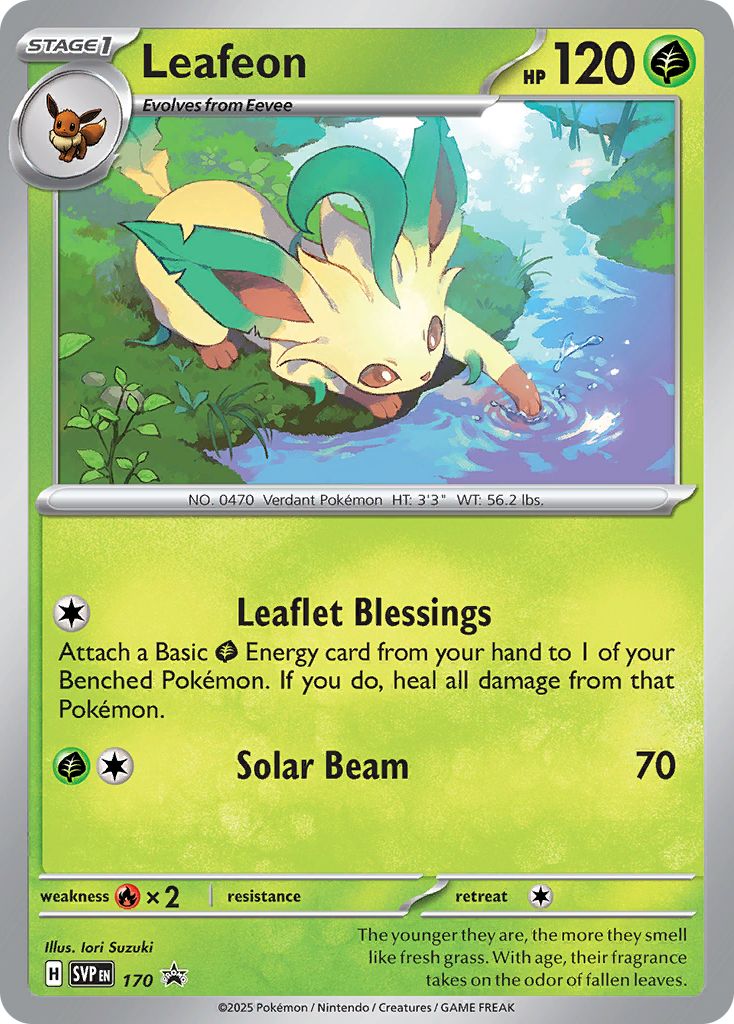 STAGE 1
Leafeon
HP 120
Evolves from Eevee
NO. 0470 Verdant Pokémon HT: 3'3" WT: 56.2 lbs.
Leaflet Blessings
Attach a Basic Energy card from your hand to 1 of your
Benched Pokémon. If you do, heal all damage from that
Pokémon.
Solar Beam 70
weakness ×2 resistance retreat
Illus. Iori Suzuki
The younger they are, the more they smell
like fresh grass. With age, their fragrance
takes on the odor of fallen leaves.
H SVP EN 170 PROMO
©2025 Pokémon / Nintendo / Creatures / GAME FREAK